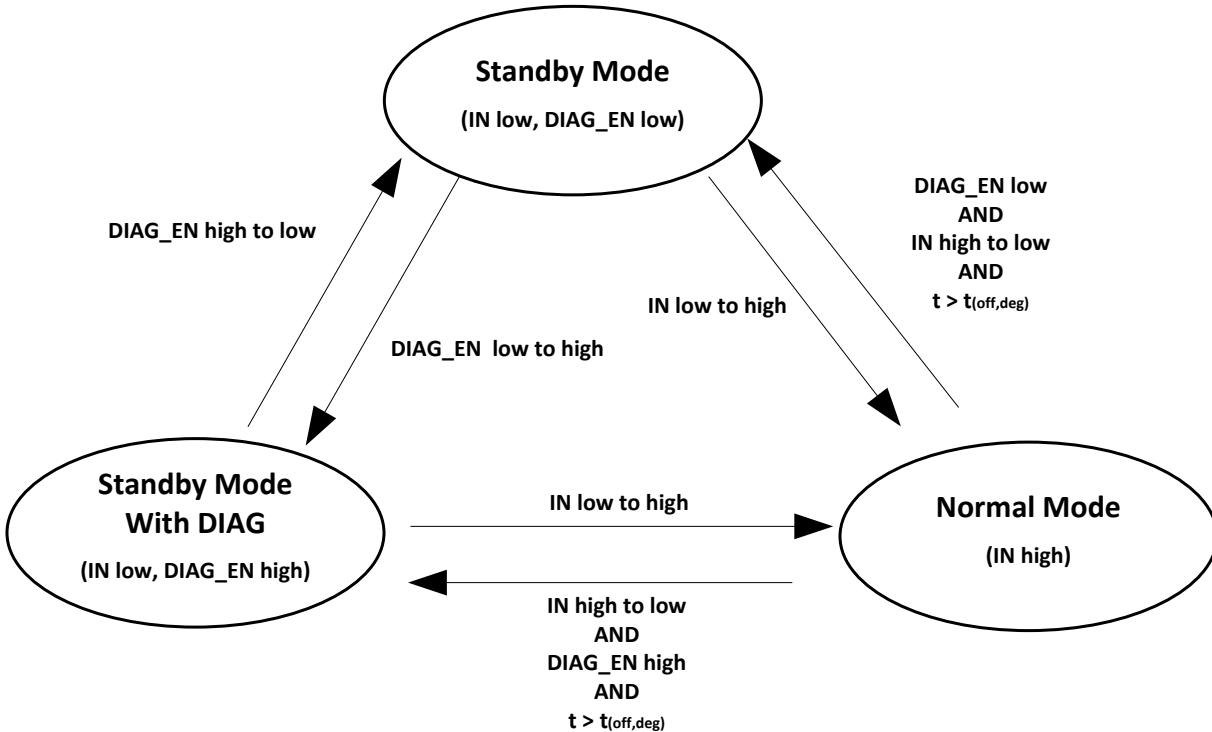 Standby Mode
(IN low, DIAG_EN low)
DIAG_EN high to low
DIAG_EN  low to high
IN low to high
DIAG_EN low
AND
IN high to low
AND
t > t(off,deg)
Standby Mode
With DIAG
(IN low, DIAG_EN high)
IN low to high
IN high to low
AND
DIAG_EN high
AND
t > t(off,deg)
Normal Mode
(IN high)